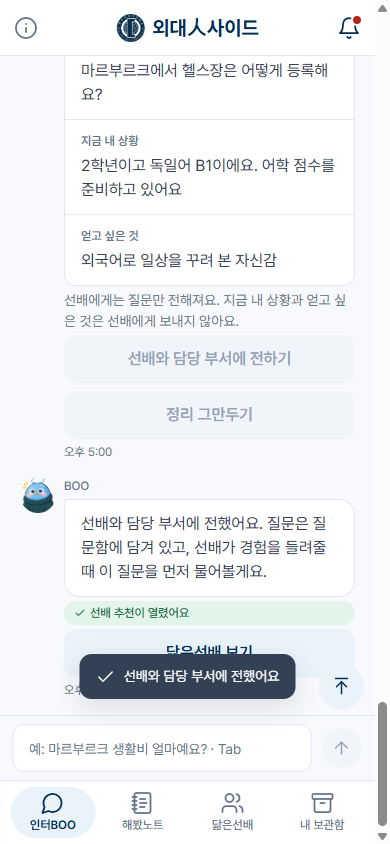 외대人사이드
마르부르크에서 헬스장은 어떻게 등록해
요?
지금 내 상황
2학년이고 독일어 B1이에요. 어학 점수를
준비하고 있어요
얻고 싶은 것
외국어로 일상을 꾸려 본 자신감
선배에게는 질문만 전해져요. 지금 내 상황과 얻고 싶
은 것은 선배에게 보내지 않아요.
선배와 담당 부서에 전하기
정리 그만두기
오후 5:00
BOO
선배와 담당 부서에 전했어요. 질문은 질
문함에 담겨 있고, 선배가 경험을 들려줄
때 이 질문을 먼저 물어볼게요.
선배 추천이 열렸어요
닮은선배 보기
선배와 담당 부서에 전했어요
예: 마르부르크 생활비 얼마예요? · Tab
인터BOO
해봤노트
닮은선배
내 보관함